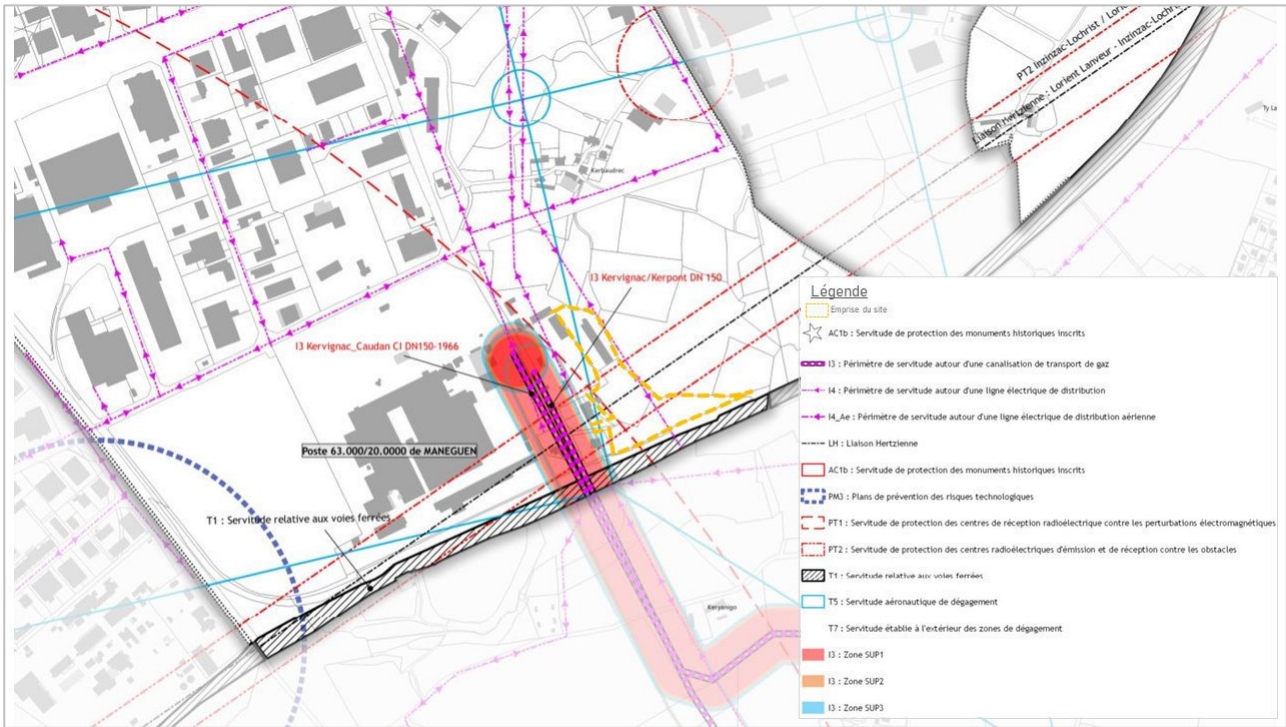 PT2 Inzinzac-Lochrist /
Liaison Hertzienne : Lorient Lanveur - Inzinzac-Lochr
Ty La
Kerbaudrec
I3 Kervignac/Kerpont DN 150
I3 Kervignac_Caudan CI DN150-1966
Poste 63.000/20.0000 de MANEGUEN
T1 : Servitude relative aux voies ferrées
Légende
Emprise du site
AC1b : Servitude de protection des monuments historiques inscrits
I3 : Périmètre de servitude autour d'une canalisation de transport de gaz
I4 : Périmètre de servitude autour d'une ligne électrique de distribution
I4_Ae : Périmètre de servitude autour d'une ligne électrique de distribution aérienne
LH : Liaison Hertzienne
AC1b : Servitude de protection des monuments historiques inscrits
PM3 : Plans de prévention des risques technologiques
PT1 : Servitude de protection des centres de réception radioélectrique contre les perturbations électromagnétiques
PT2 : Servitude de protection des centres radioélectriques d'émission et de réception contre les obstacles
T1 : Servitude relative aux voies ferrées
T5 : Servitude aéronautique de dégagement
T7 : Servitude établie à l'extérieur des zones de dégagement
I3 : Zone SUP1
I3 : Zone SUP2
I3 : Zone SUP3